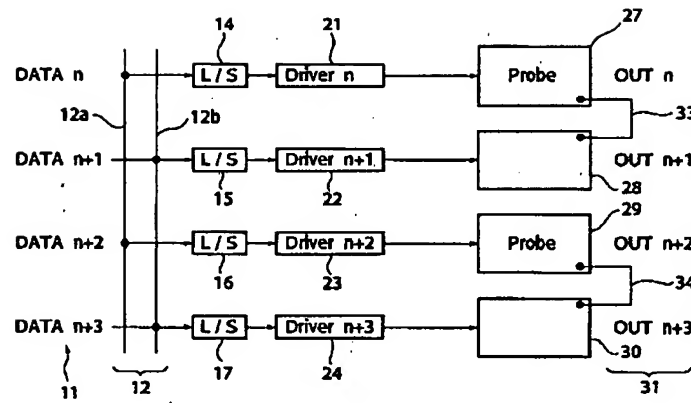 14 21 27
DATA n L / S Driver n Probe OUT n
12a 12b 33
DATA n+1 L / S Driver n+1 OUT n+1
15 22 28
29
DATA n+2 L / S Driver n+2 Probe OUT n+2
16 23 34
DATA n+3 L / S Driver n+3 OUT n+3
11 12 17 24 30 31